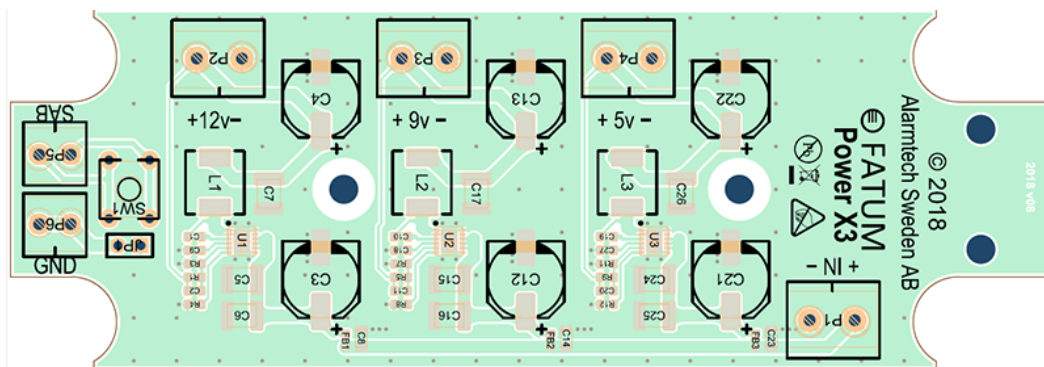 P2
P3
P4
C4
C13
C22
+12v-
+ 9v -
+ 5v -
SAB
P5
SW1
P6
GND
L1
C7
L2
C17
L3
C26
U1
U2
U3
C5
C6
C3
C15
C16
C12
C24
C25
C21
FB1
C8
FB2
C14
FB3
C23
Pb
FATUM
Power X3
© 2018
Alarmtech Sweden AB
2018 v08
- IN +
P1